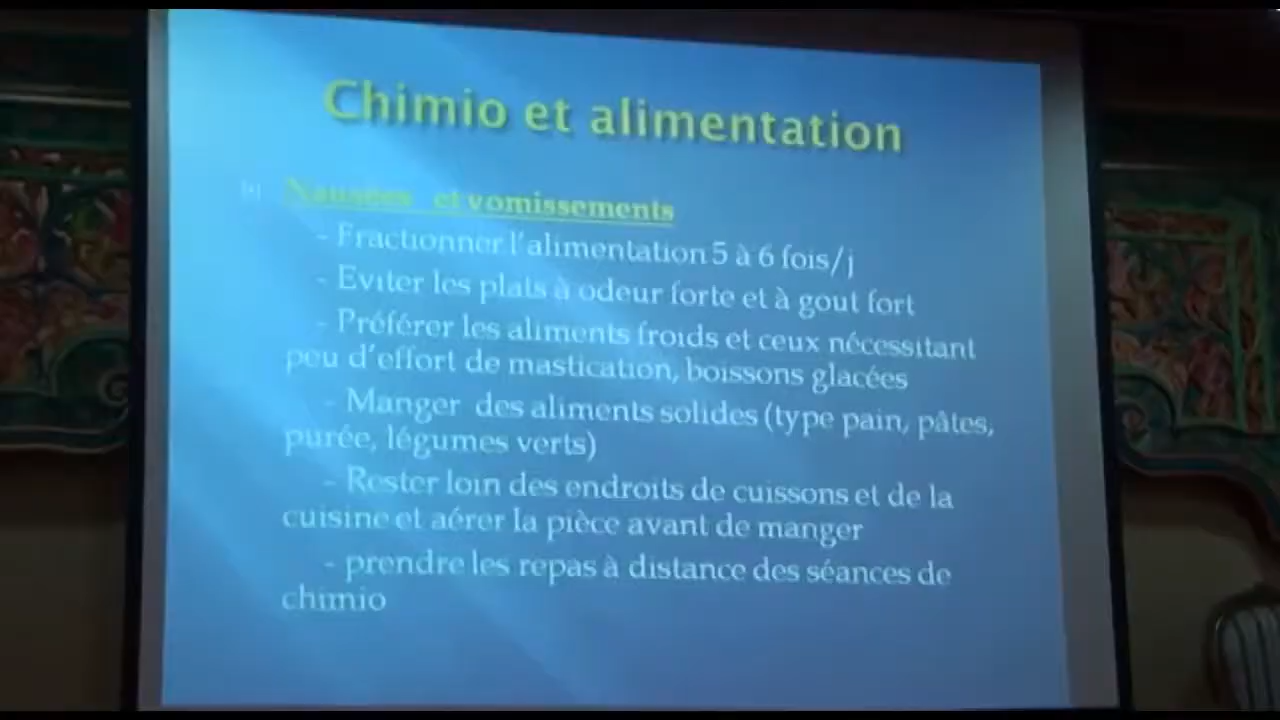 Chimio et alimentation
Nausées et vomissements
- Fractionner l'alimentation 5 à 6 fois/j
- Eviter les plats à odeur forte et à gout fort
- Préférer les aliments froids et ceux nécessitant
peu d'effort de mastication, boissons glacées
- Manger des aliments solides (type pain, pâtes,
purée, légumes verts)
- Rester loin des endroits de cuissons et de la
cuisine et aérer la pièce avant de manger
- prendre les repas à distance des séances de
chimio